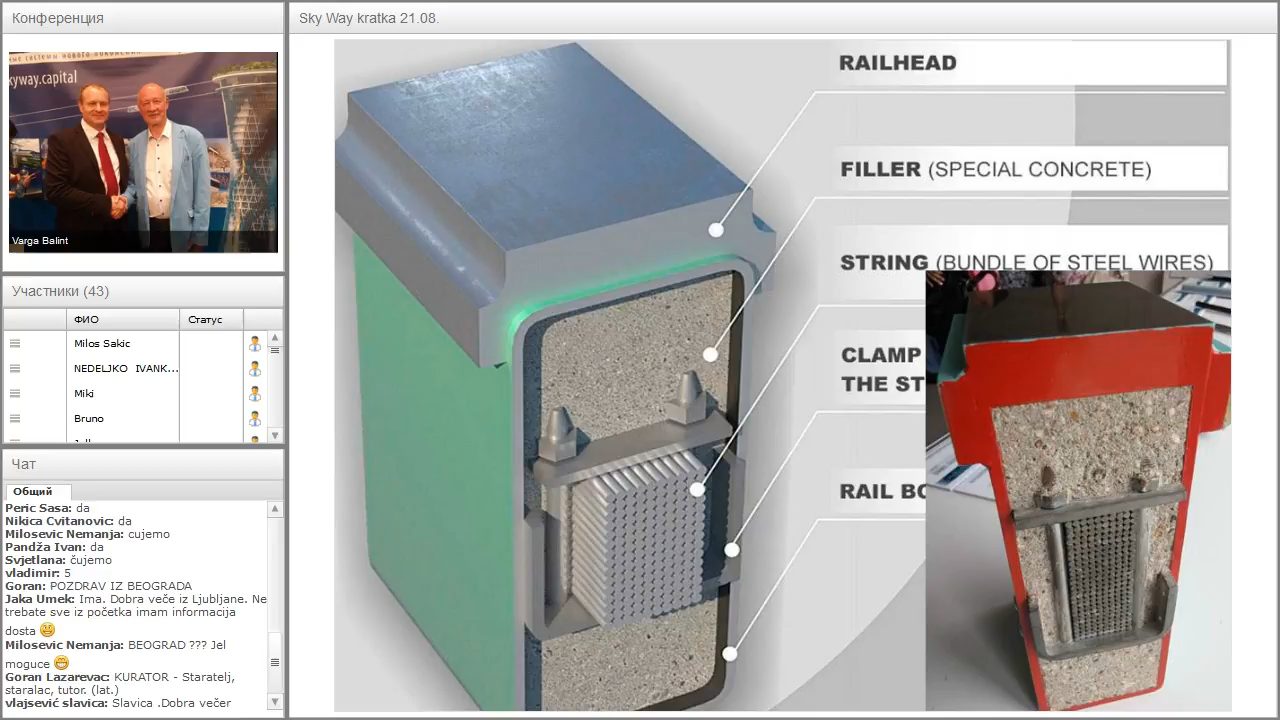 Конференция
kyway.capital
Varga Balint
Участники (43)
ФИО
Статус
Milos Sakic
NEDELJKO IVANK...
Miki
Bruno
Чат
Общий
Peric Sasa: da
Nikica Cvitanovic: da
Milosevic Nemanja: cujemo
Pandža Ivan: da
Svjetlana: čujemo
vladimir: 5
Goran: POZDRAV IZ BEOGRADA
Jaka Umek: Ima. Dobra veče iz Ljubljane. Ne
trebate sve iz početka imam informacija
dosta
Milosevic Nemanja: BEOGRAD ??? Jel
moguce
Goran Lazarevac: KURATOR - Staratelj,
staralac, tutor. (lat.)
vlajsević slavica: Slavica .Dobra večer
Sky Way kratka 21.08.
RAILHEAD
FILLER (SPECIAL CONCRETE)
STRING (BUNDLE OF STEEL WIRES)
CLAMP
THE ST
RAIL BO